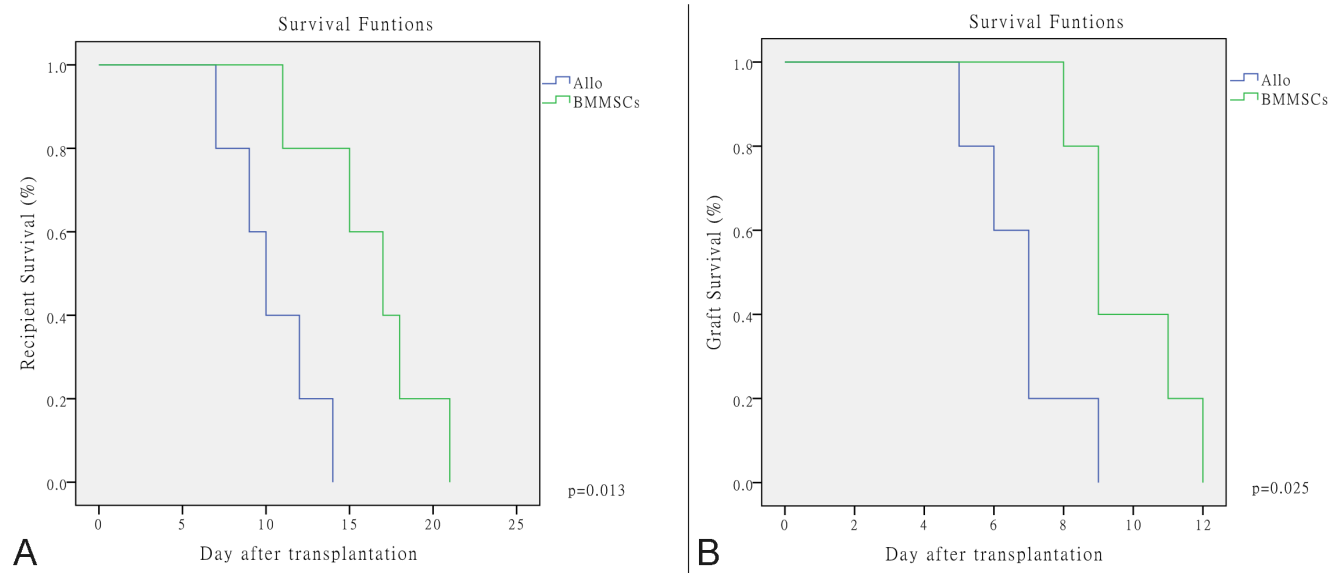 Survival Funtions
Recipient Survival (%)
1.0
0.8
0.6
0.4
0.2
0.0
0 5 10 15 20 25
Day after transplantation
Allo
BMMSCs
p=0.013
A
Survival Funtions
Graft Survival (%)
1.0
0.8
0.6
0.4
0.2
0.0
0 2 4 6 8 10 12
Day after transplantation
Allo
BMMSCs
p=0.025
B